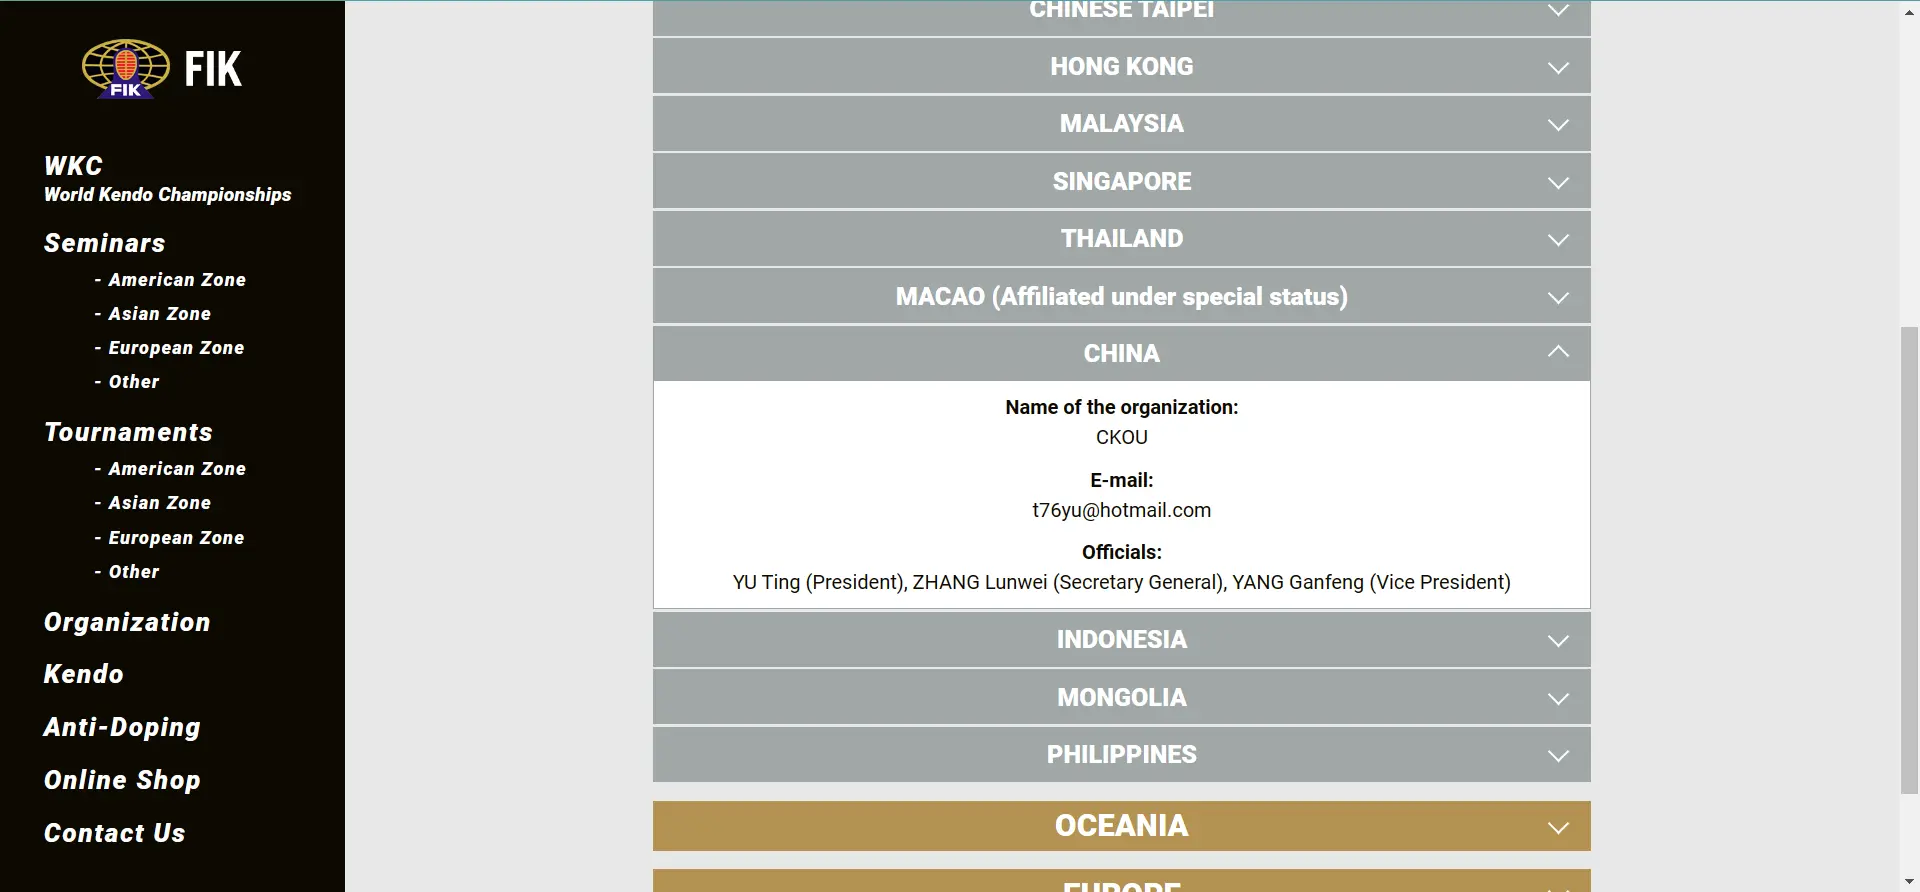 FIK
FIK
WKC
World Kendo Championships
Seminars
- American Zone
- Asian Zone
- European Zone
- Other
Tournaments
- American Zone
- Asian Zone
- European Zone
- Other
Organization
Kendo
Anti-Doping
Online Shop
Contact Us
CHINESE TAIPEI
HONG KONG
MALAYSIA
SINGAPORE
THAILAND
MACAO (Affiliated under special status)
CHINA
Name of the organization:
CKOU
E-mail:
t76yu@hotmail.com
Officials:
YU Ting (President), ZHANG Lunwei (Secretary General), YANG Ganfeng (Vice President)
INDONESIA
MONGOLIA
PHILIPPINES
OCEANIA
EUROPE